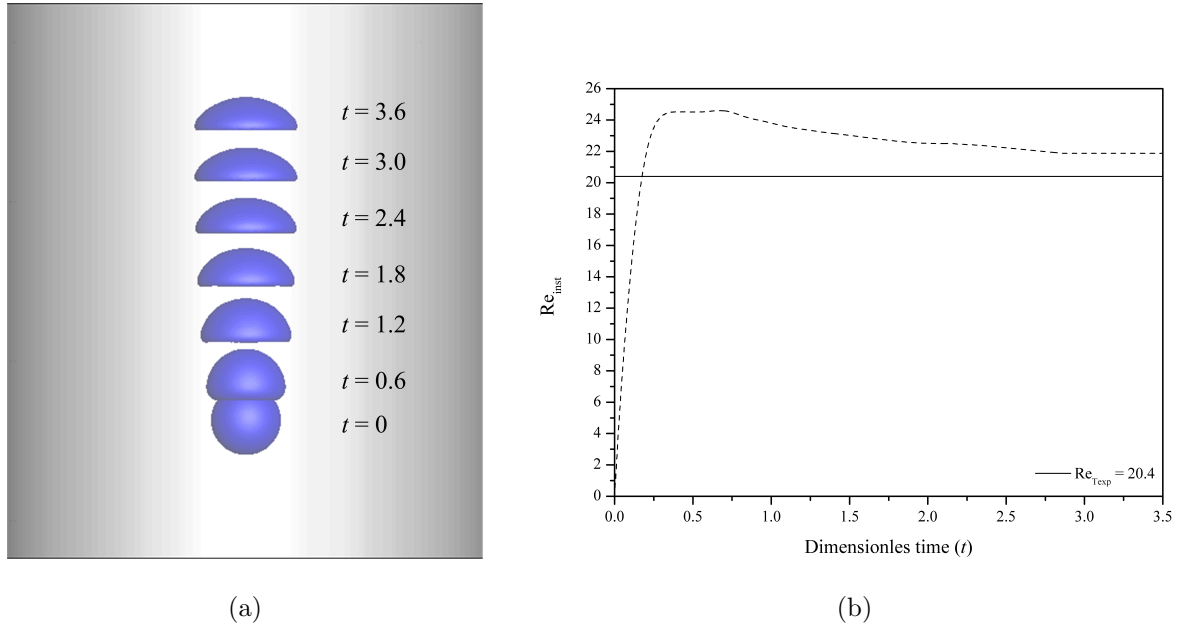 t = 3.6
t = 3.0
t = 2.4
t = 1.8
t = 1.2
t = 0.6
t = 0
(a)
26
24
22
20
18
16
14
12
10
8
6
4
2
0
Re_inst
0.0 0.5 1.0 1.5 2.0 2.5 3.0 3.5
Dimensionles time (t)
Re_Texp = 20.4
(b)